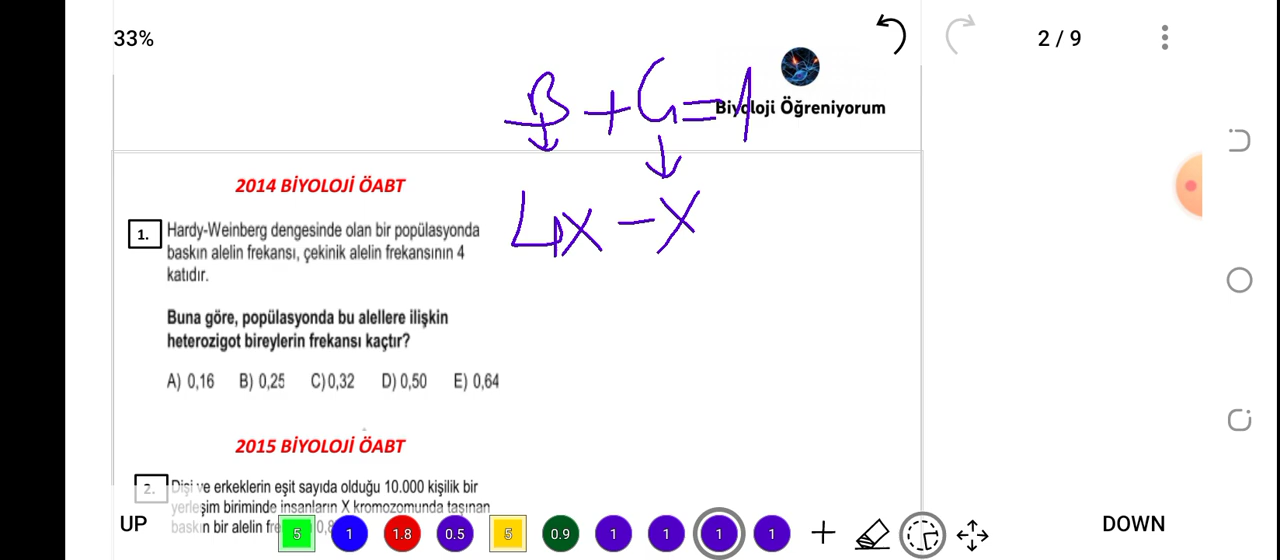 33%
2 / 9
B + G = 1
Biyoloji Öğreniyorum
4x - x
2014 BİYOLOJİ ÖABT
1. Hardy-Weinberg dengesinde olan bir popülasyonda
baskın alelin frekansı, çekinik alelin frekansının 4
katıdır.
Buna göre, popülasyonda bu alellere ilişkin
heterozigot bireylerin frekansı kaçtır?
A) 0,16 B) 0,25 C) 0,32 D) 0,50 E) 0,64
2015 BİYOLOJİ ÖABT
2. Dişi ve erkeklerin eşit sayıda olduğu 10.000 kişilik bir
yerleşim biriminde insanların X kromozomunda taşınan
baskın bir alelin
UP
5 1 1.8 0.5 5 0.9 1 1 1 1
DOWN